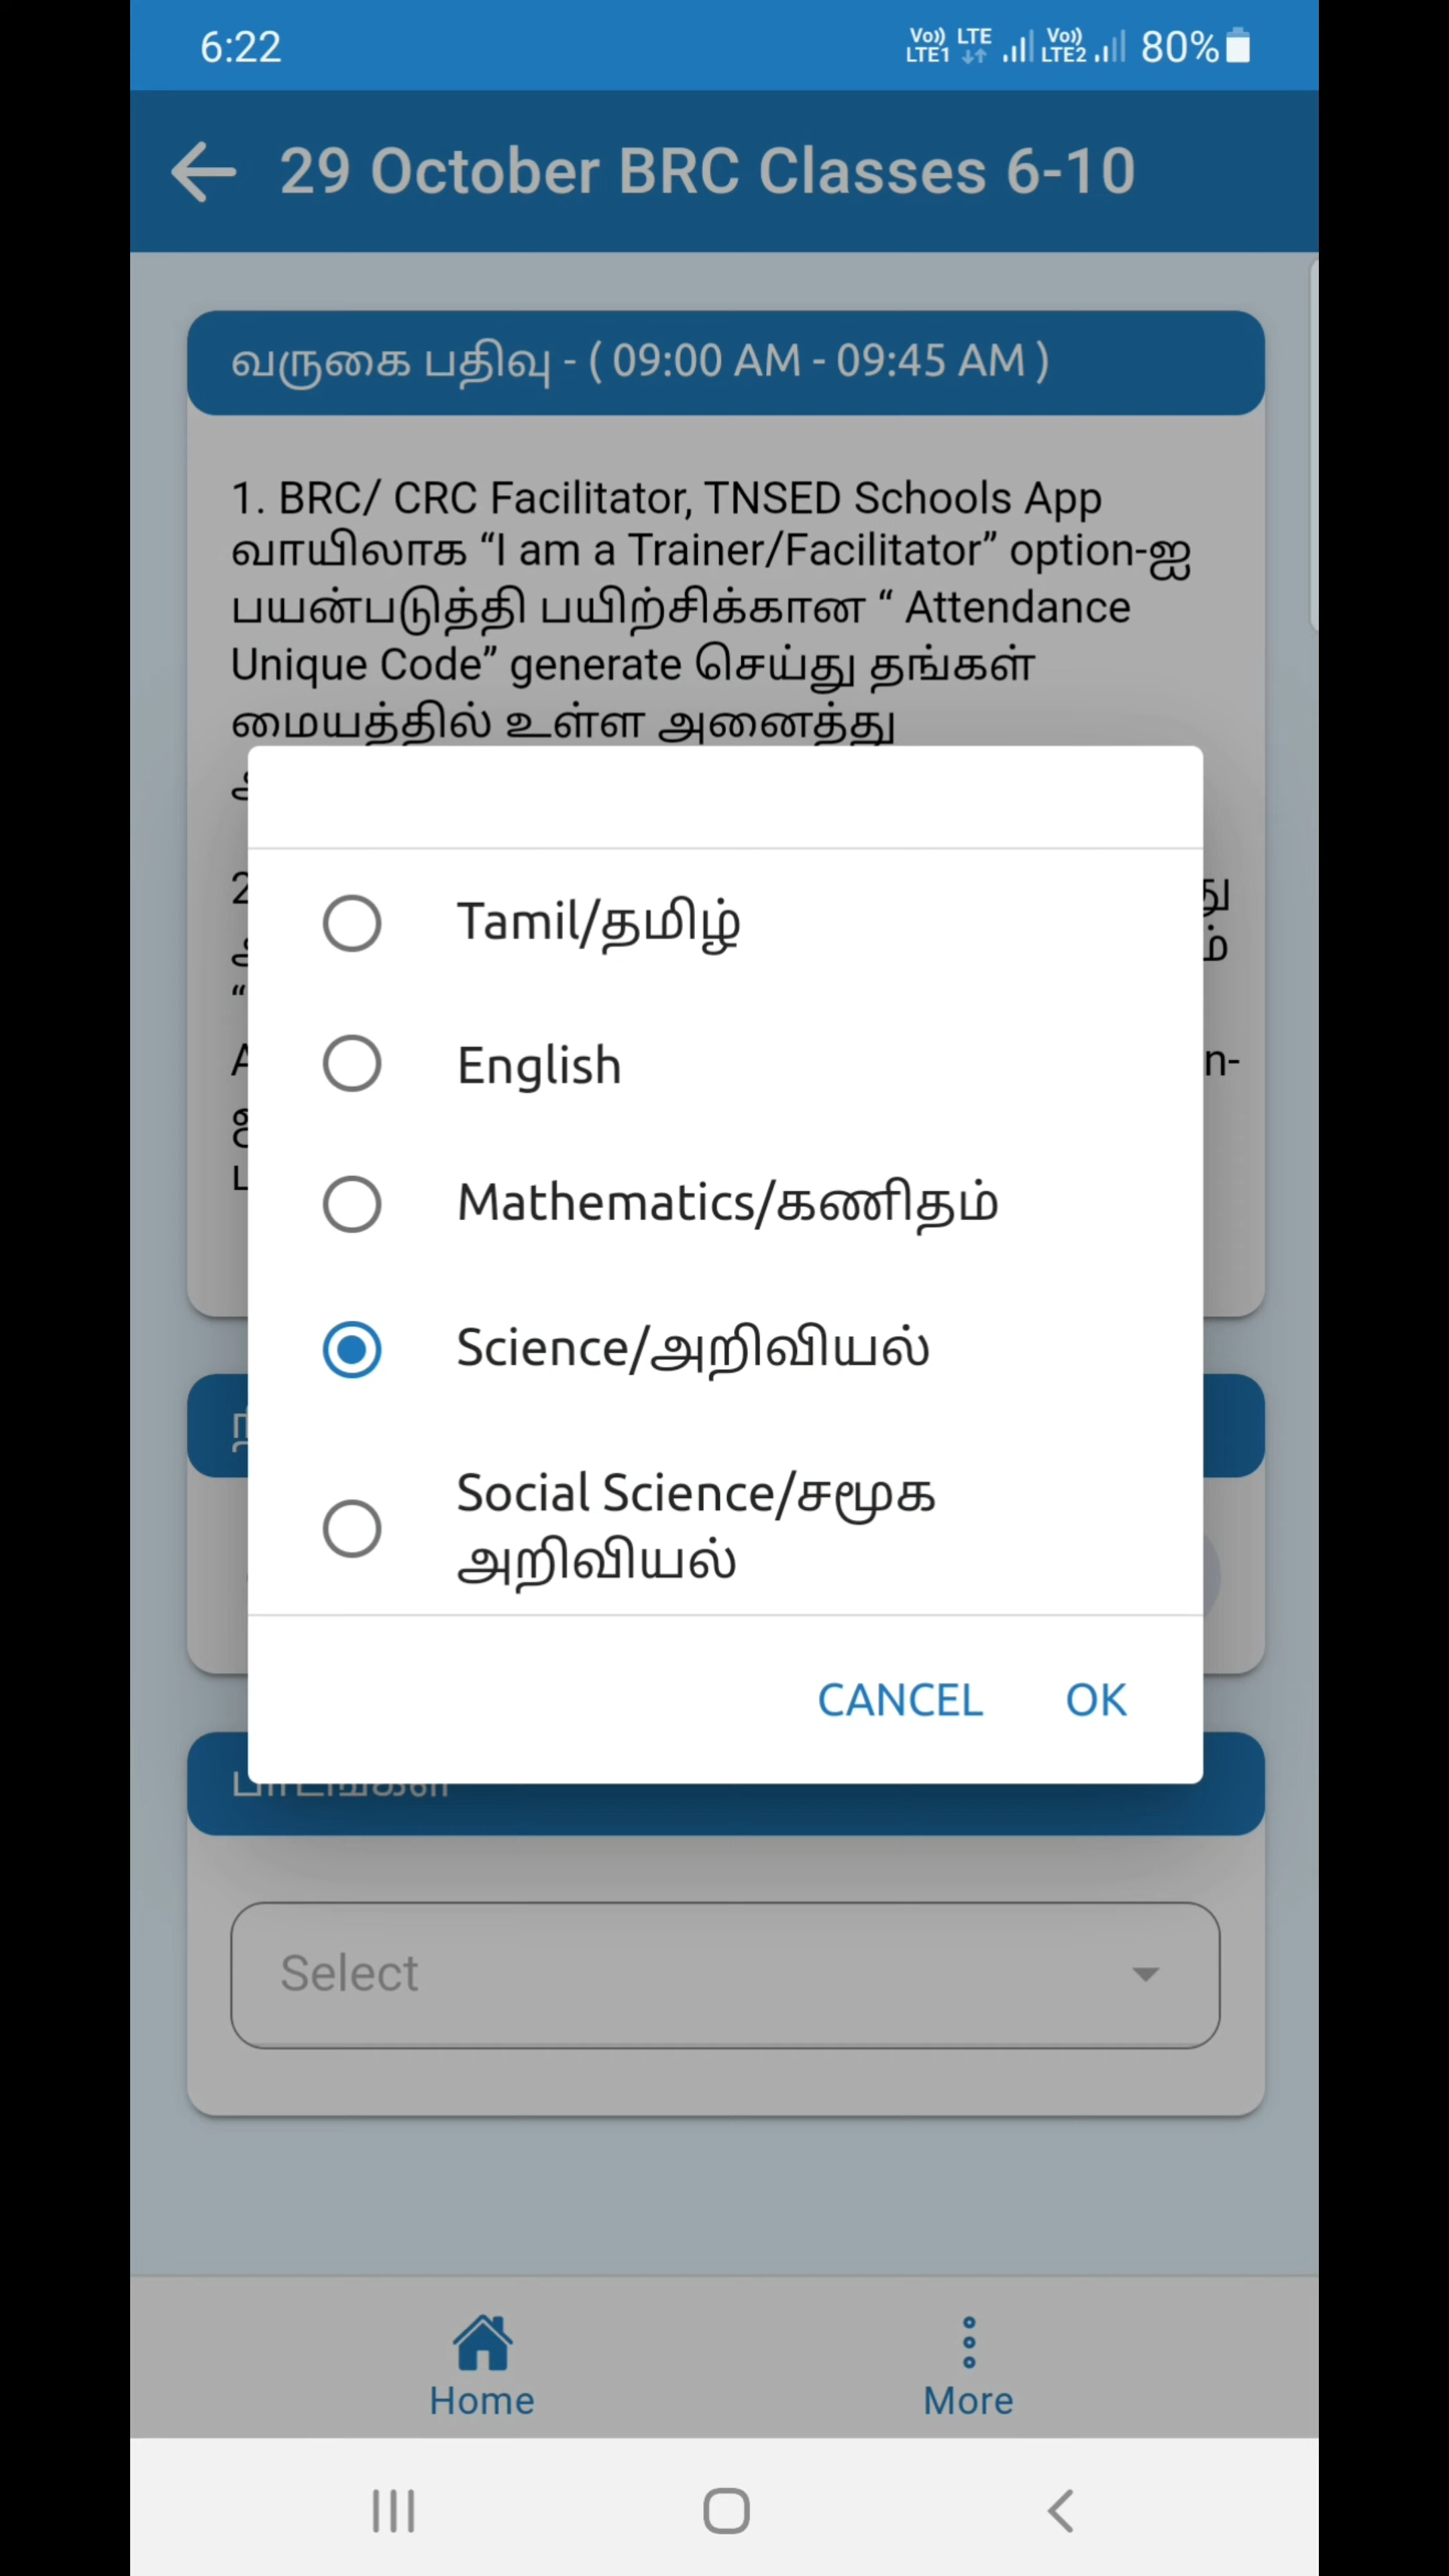 6:22
Vo)) LTE1 LTE Vo)) LTE2 80%
29 October BRC Classes 6-10
வருகை பதிவு - ( 09:00 AM - 09:45 AM )
1. BRC/ CRC Facilitator, TNSED Schools App
வாயிலாக “I am a Trainer/Facilitator” option-ஐ
பயன்படுத்தி பயிற்சிக்கான “ Attendance
Unique Code” generate செய்து தங்கள்
மையத்தில் உள்ள அனைத்து
Tamil/தமிழ்
English
Mathematics/கணிதம்
Science/அறிவியல்
Social Science/சமூக
அறிவியல்
CANCEL OK
பாடங்கள்
Select
Home More